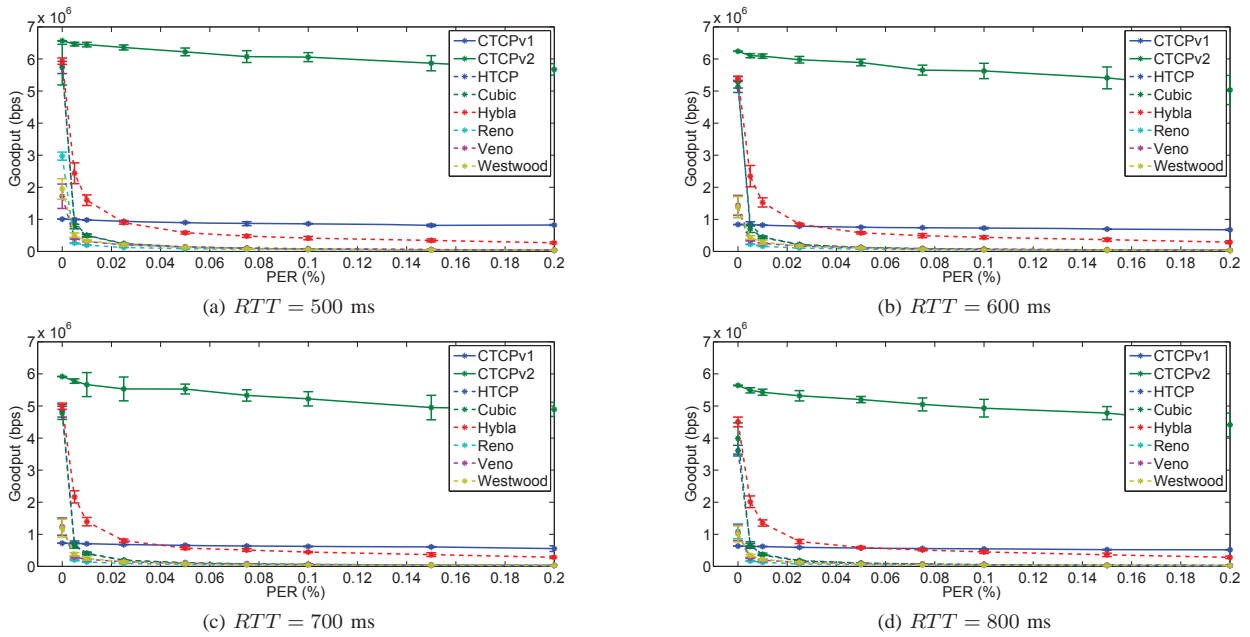 7 x 10^6
6
5
4
3
2
1
0
Goodput (bps)
0 0.02 0.04 0.06 0.08 0.1 0.12 0.14 0.16 0.18 0.2
PER (%)
CTCPv1
CTCPv2
HTCP
Cubic
Hybla
Reno
Veno
Westwood
(a) RTT = 500 ms
7 x 10^6
6
5
4
3
2
1
0
Goodput (bps)
0 0.02 0.04 0.06 0.08 0.1 0.12 0.14 0.16 0.18 0.2
PER (%)
CTCPv1
CTCPv2
HTCP
Cubic
Hybla
Reno
Veno
Westwood
(b) RTT = 600 ms
7 x 10^6
6
5
4
3
2
1
0
Goodput (bps)
0 0.02 0.04 0.06 0.08 0.1 0.12 0.14 0.16 0.18 0.2
PER (%)
CTCPv1
CTCPv2
HTCP
Cubic
Hybla
Reno
Veno
Westwood
(c) RTT = 700 ms
7 x 10^6
6
5
4
3
2
1
0
Goodput (bps)
0 0.02 0.04 0.06 0.08 0.1 0.12 0.14 0.16 0.18 0.2
PER (%)
CTCPv1
CTCPv2
HTCP
Cubic
Hybla
Reno
Veno
Westwood
(d) RTT = 800 ms